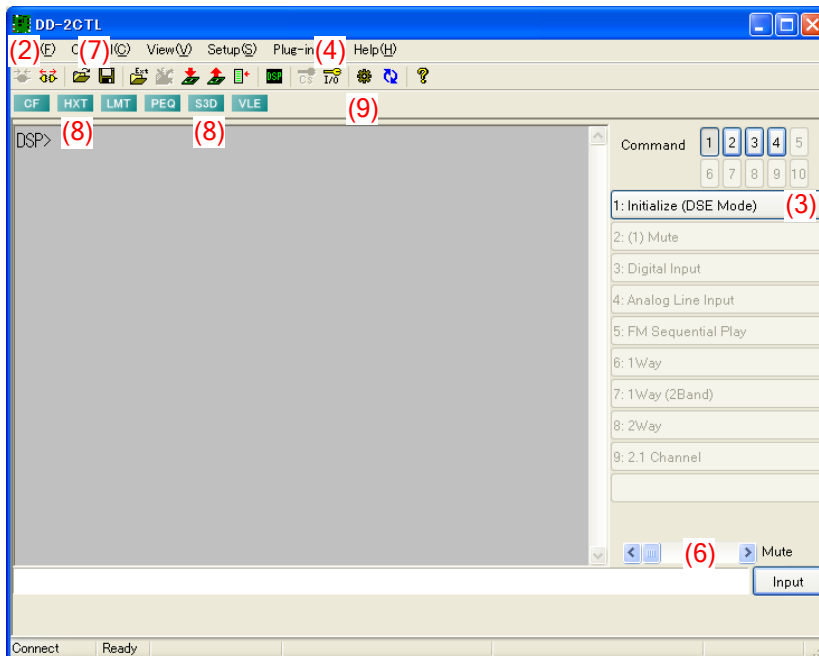 DD-2CTL
(2) (F) C (7) l(C) View(V) Setup(S) Plug-in (4) Help(H)
Ext DSP CS I/O ?
CF HXT LMT PEQ S3D VLE
(8) (8) (9)
DSP>
Command 1 2 3 4 5
6 7 8 9 10
1: Initialize (DSE Mode) (3)
2: (1) Mute
3: Digital Input
4: Analog Line Input
5: FM Sequential Play
6: 1Way
7: 1Way (2Band)
8: 2Way
9: 2.1 Channel
(6) Mute
Input
Connect Ready